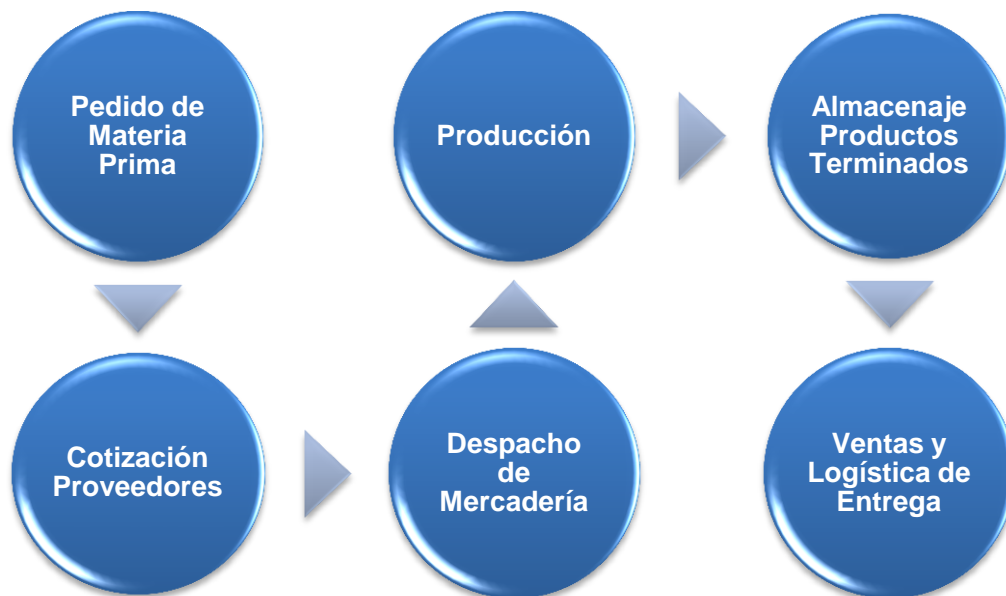 Pedido de
Materia
Prima
Cotización
Proveedores
Despacho
de
Mercadería
Producción
Almacenaje
Productos
Terminados
Ventas y
Logística de
Entrega